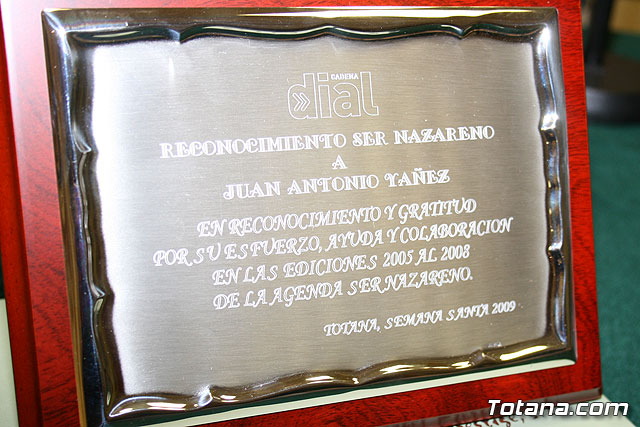 CADENA
dial
RECONOCIMIENTO SER NAZARENO
A
JUAN ANTONIO YAÑEZ
EN RECONOCIMIENTO Y GRATITUD
POR SU ESFUERZO, AYUDA Y COLABORACION
EN LAS EDICIONES 2005 AL 2008
DE LA AGENDA SER NAZARENO.
TOTANA, SEMANA SANTA 2009
Totana.com